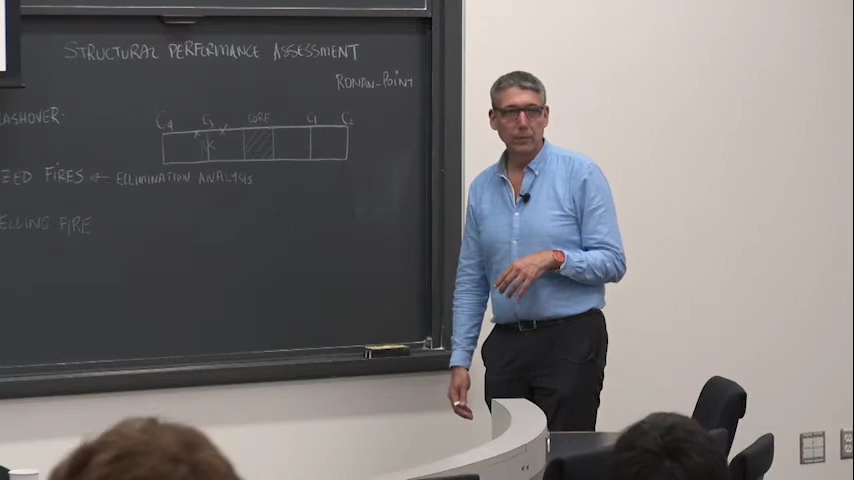 STRUCTURAL PERFORMANCE ASSESSMENT
RONAN-POINT
LASHOVER:
C4 C3 CORE C1 C2
ZED FIRES ← ELLIMINATION ANALYSIS
ELLING FIRE